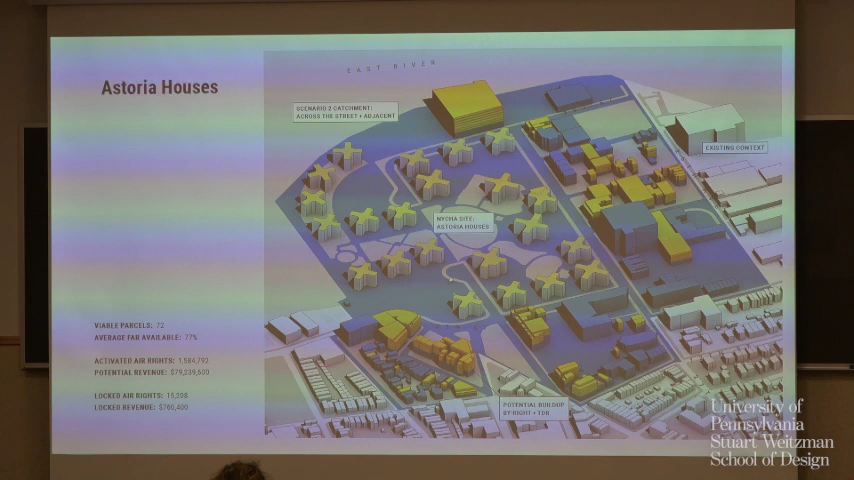 Astoria Houses
EAST RIVER
SCENARIO 2 CATCHMENT:
ACROSS THE STREET + ADJACENT
EXISTING CONTEXT
NYCHA SITE:
ASTORIA HOUSES
VIABLE PARCELS: 72
AVERAGE FAR AVAILABLE: 77%
ACTIVATED AIR RIGHTS: 1,584,792
POTENTIAL REVENUE: $79,239,600
LOCKED AIR RIGHTS: 15,208
LOCKED REVENUE: $760,400
POTENTIAL BUILDUP
BY-RIGHT + TDR
University of
Pennsylvania
Stuart Weitzman
School of Design